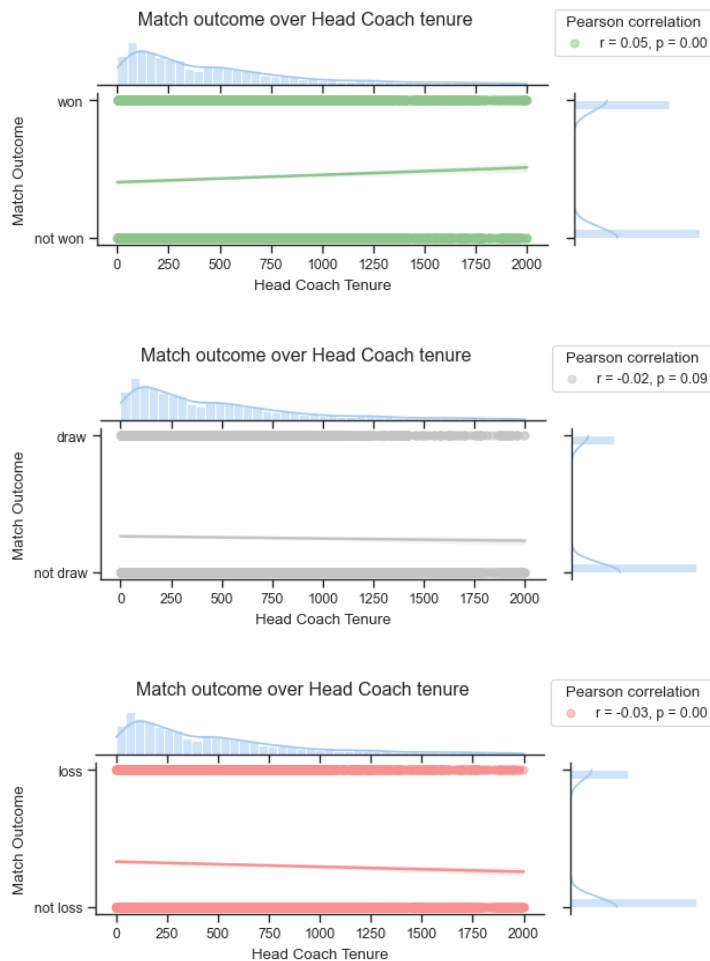 Match outcome over Head Coach tenure
Pearson correlation
r = 0.05, p = 0.00
won
not won
Match Outcome
0 250 500 750 1000 1250 1500 1750 2000
Head Coach Tenure
Match outcome over Head Coach tenure
Pearson correlation
r = -0.02, p = 0.09
draw
not draw
Match Outcome
0 250 500 750 1000 1250 1500 1750 2000
Head Coach Tenure
Match outcome over Head Coach tenure
Pearson correlation
r = -0.03, p = 0.00
loss
not loss
Match Outcome
0 250 500 750 1000 1250 1500 1750 2000
Head Coach Tenure